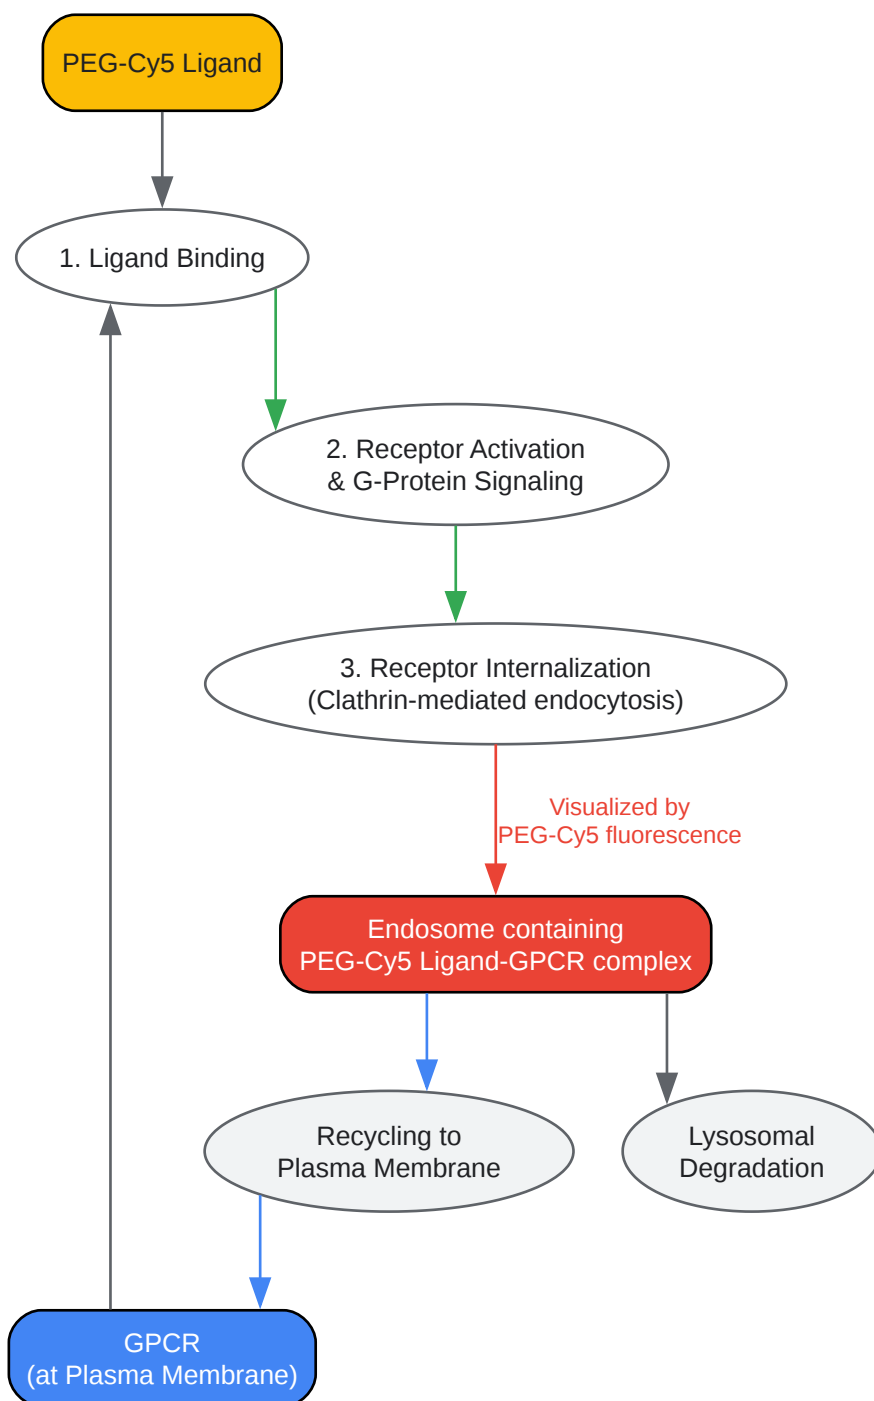 PEG-Cy5 Ligand
1. Ligand Binding
2. Receptor Activation
& G-Protein Signaling
3. Receptor Internalization
(Clathrin-mediated endocytosis)
Visualized by
PEG-Cy5 fluorescence
Endosome containing
PEG-Cy5 Ligand-GPCR complex
Recycling to
Plasma Membrane
Lysosomal
Degradation
GPCR
(at Plasma Membrane)